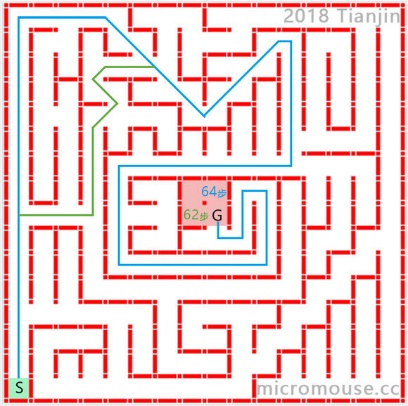 2018 Tianjin
64步
62步 G
S
micromouse.cc